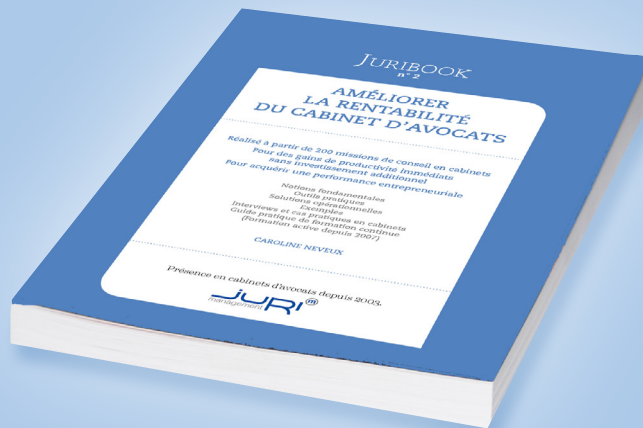 JURIBOOK
n° 2
AMÉLIORER
LA RENTABILITÉ
DU CABINET D'AVOCATS
Réalisé à partir de 200 missions de conseil en cabinets
Pour des gains de productivité immédiats
sans investissement additionnel
Pour acquérir une performance entrepreneuriale
Notions fondamentales
Outils pratiques
Solutions opérationnelles
Exemples
Interviews et cas pratiques en cabinets
Guide pratique de formation continue
(Formation active depuis 2007)
CAROLINE NEVEUX
Présence en cabinets d'avocats depuis 2003.
JURI m
management